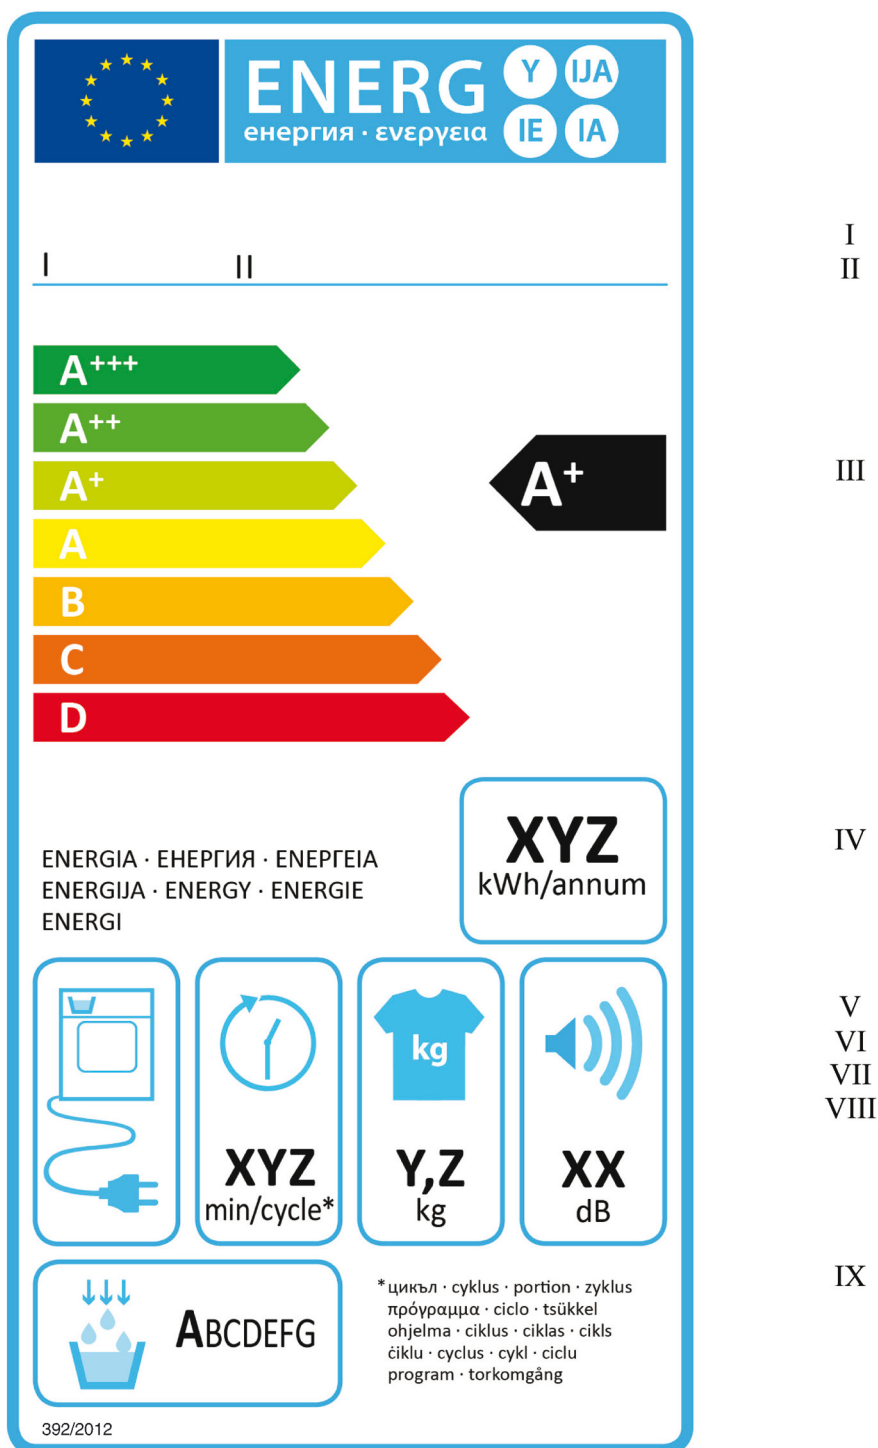 ENERG Y IJA
енергия · ενεργεια IE IA
I
I II
II
A+++
A++
A+ A+ III
A
B
C
D
XYZ IV
kWh/annum
ENERGIA · ЕНЕРГИЯ · ΕΝΕΡΓΕΙΑ
ENERGIJA · ENERGY · ENERGIE
ENERGI
V
kg VI
VII
VIII
XYZ Y,Z XX
min/cycle* kg dB
IX
ABCDEFG
*цикъл · cyklus · portion · zyklus
πρόγραμμα · ciclo · tsükkel
ohjelma · ciklus · ciklas · cikls
ċiklu · cyclus · cykl · ciclu
program · torkomgång
392/2012